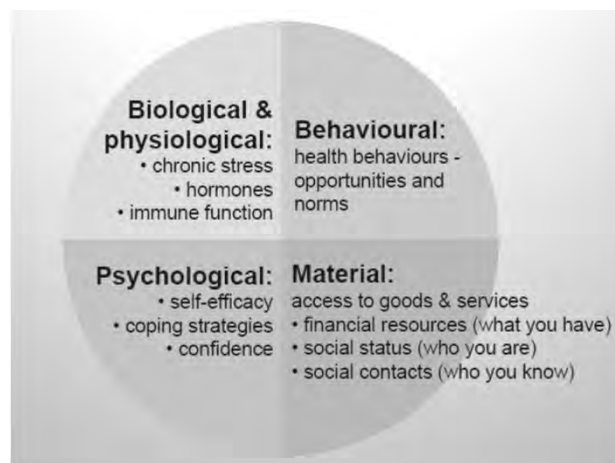 Biological &
physiological:
• chronic stress
• hormones
• immune function
Behavioural:
health behaviours -
opportunities and
norms
Psychological:
• self-efficacy
• coping strategies
• confidence
Material:
access to goods & services
• financial resources (what you have)
• social status (who you are)
• social contacts (who you know)